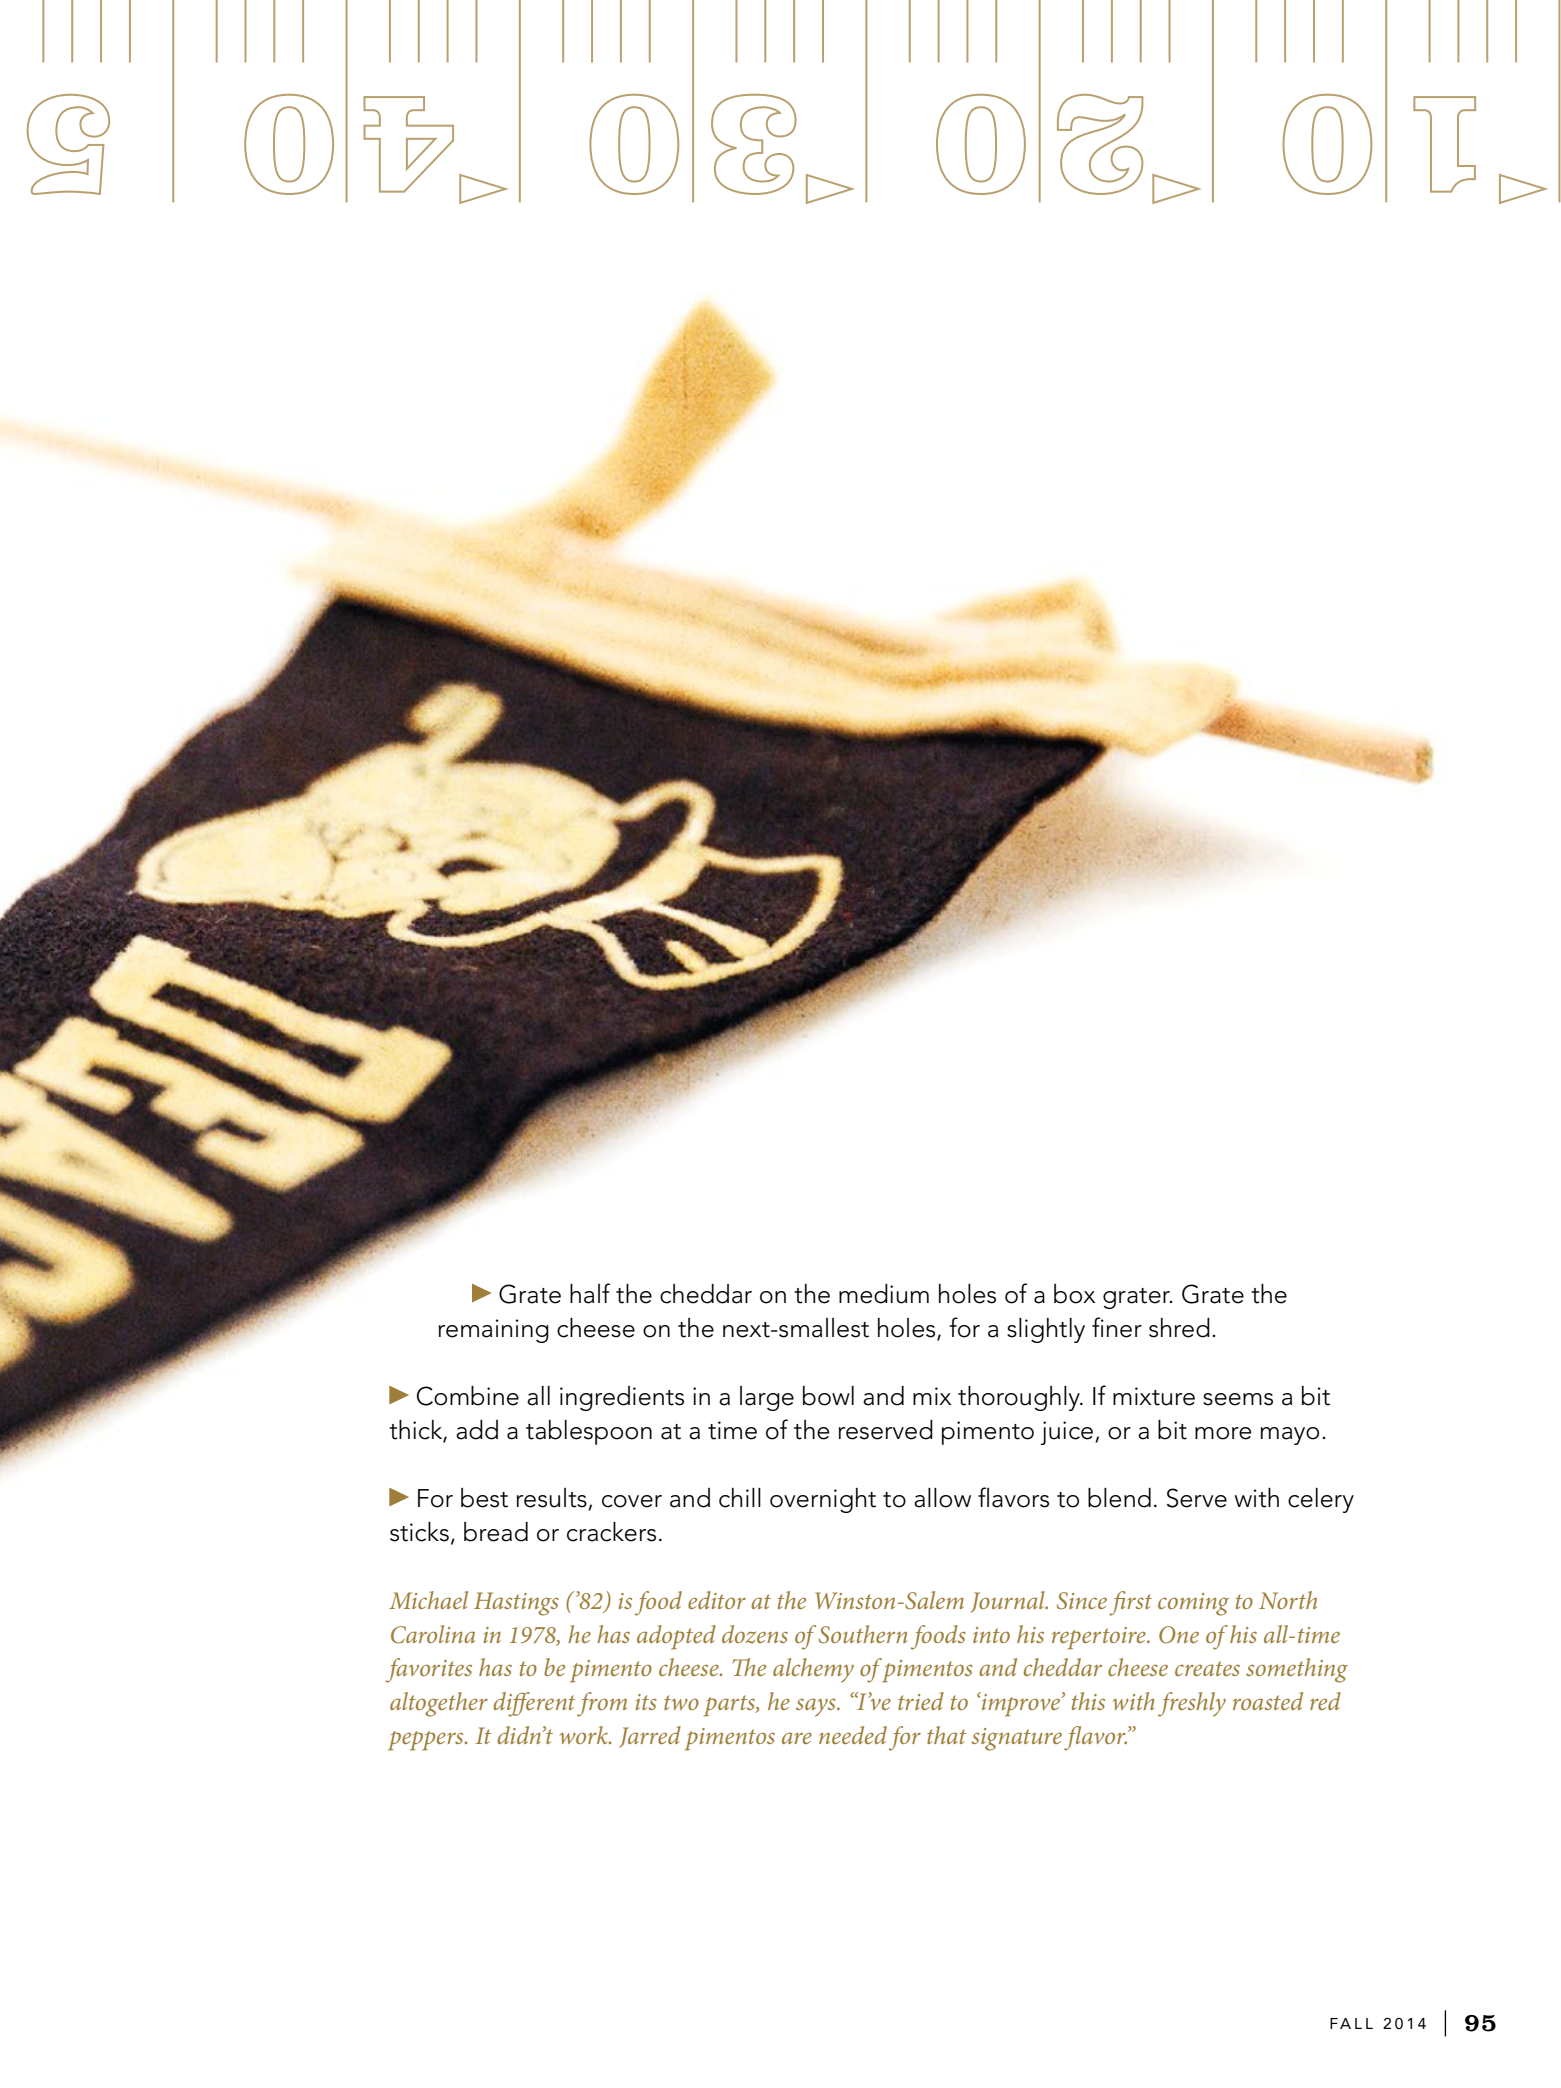 5 0 4 0 3 0 2 0 1
DEAC
Grate half the cheddar on the medium holes of a box grater. Grate the
remaining cheese on the next-smallest holes, for a slightly finer shred.
Combine all ingredients in a large bowl and mix thoroughly. If mixture seems a bit
thick, add a tablespoon at a time of the reserved pimento juice, or a bit more mayo.
For best results, cover and chill overnight to allow flavors to blend. Serve with celery
sticks, bread or crackers.
Michael Hastings (’82) is food editor at the Winston-Salem Journal. Since first coming to North
Carolina in 1978, he has adopted dozens of Southern foods into his repertoire. One of his all-time
favorites has to be pimento cheese. The alchemy of pimentos and cheddar cheese creates something
altogether different from its two parts, he says. “I’ve tried to ‘improve’ this with freshly roasted red
peppers. It didn’t work. Jarred pimentos are needed for that signature flavor.”
FALL 2014 | 95